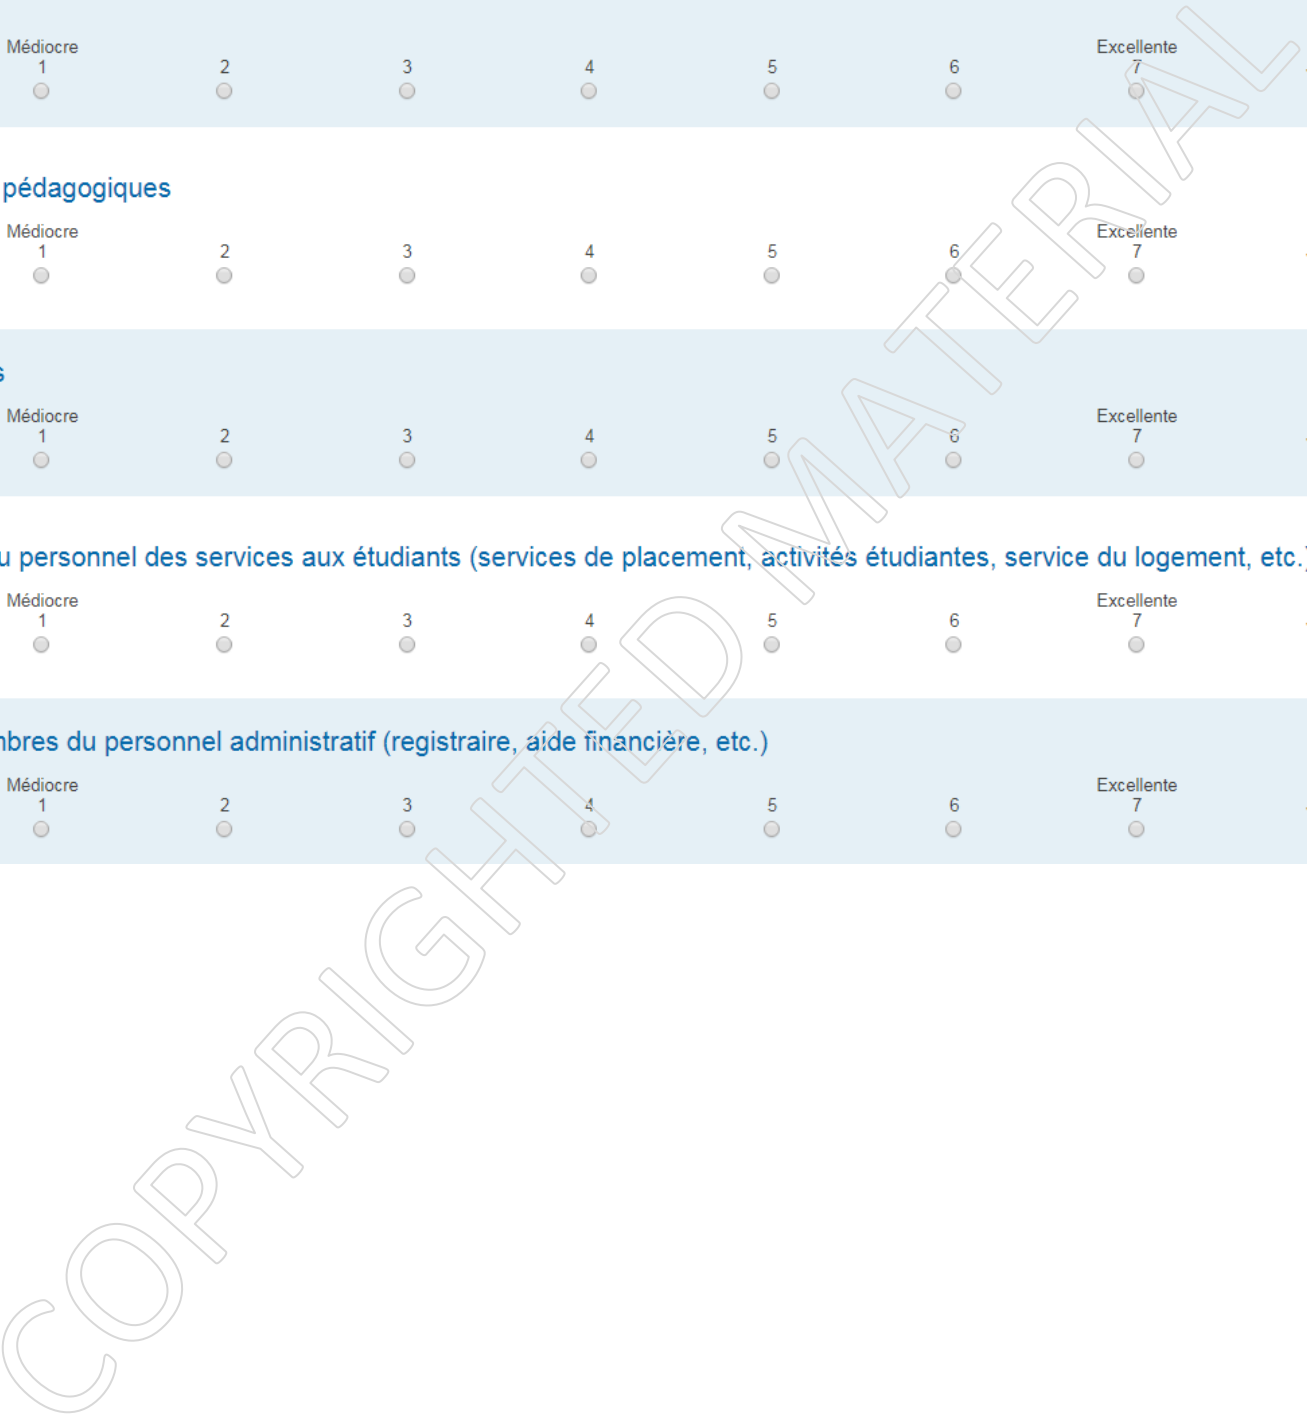 Médiocre Excellente
1 2 3 4 5 6 7
pédagogiques
Médiocre Excellente
1 2 3 4 5 6 7
s
Médiocre Excellente
1 2 3 4 5 6 7
u personnel des services aux étudiants (services de placement, activités étudiantes, service du logement, etc.)
Médiocre Excellente
1 2 3 4 5 6 7
mbres du personnel administratif (registraire, aide financière, etc.)
Médiocre Excellente
1 2 3 4 5 6 7
COPYRIGHTED MATERIAL